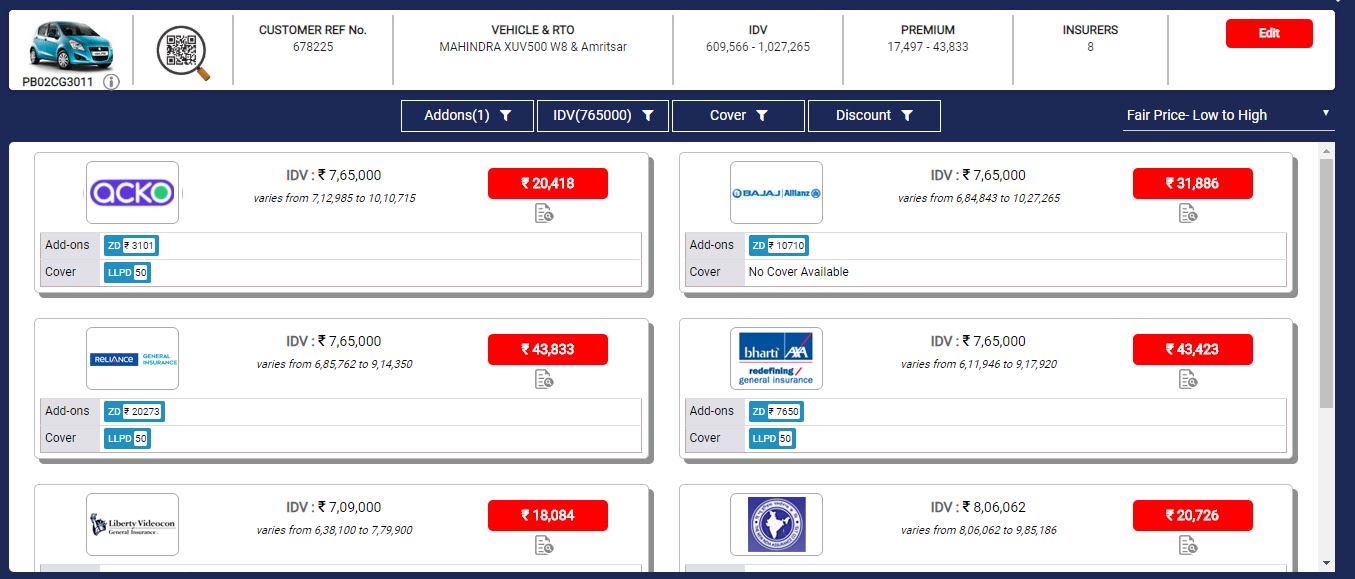 CUSTOMER REF No.
678225
VEHICLE & RTO
MAHINDRA XUV500 W8 & Amritsar
IDV
609,566 - 1,027,265
PREMIUM
17,497 - 43,833
INSURERS
8
Edit
PB02CG3011
Addons(1)
IDV(765000)
Cover
Discount
Fair Price- Low to High
ACKO
IDV : ₹ 7,65,000
varies from 7,12,985 to 10,10,715
₹ 20,418
Add-ons ZD ₹ 3101
Cover LLPD 50
BAJAJ Allianz
IDV : ₹ 7,65,000
varies from 6,84,843 to 10,27,265
₹ 31,886
Add-ons ZD ₹ 10710
Cover No Cover Available
RELIANCE GENERAL INSURANCE
IDV : ₹ 7,65,000
varies from 6,85,762 to 9,14,350
₹ 43,833
Add-ons ZD ₹ 20273
Cover LLPD 50
bharti AXA
redefining /
general insurance
IDV : ₹ 7,65,000
varies from 6,11,946 to 9,17,920
₹ 43,423
Add-ons ZD ₹ 7650
Cover LLPD 50
Liberty Videocon
General Insurance
IDV : ₹ 7,09,000
varies from 6,38,100 to 7,79,900
₹ 18,084
IDV : ₹ 8,06,062
varies from 8,06,062 to 9,85,186
₹ 20,726